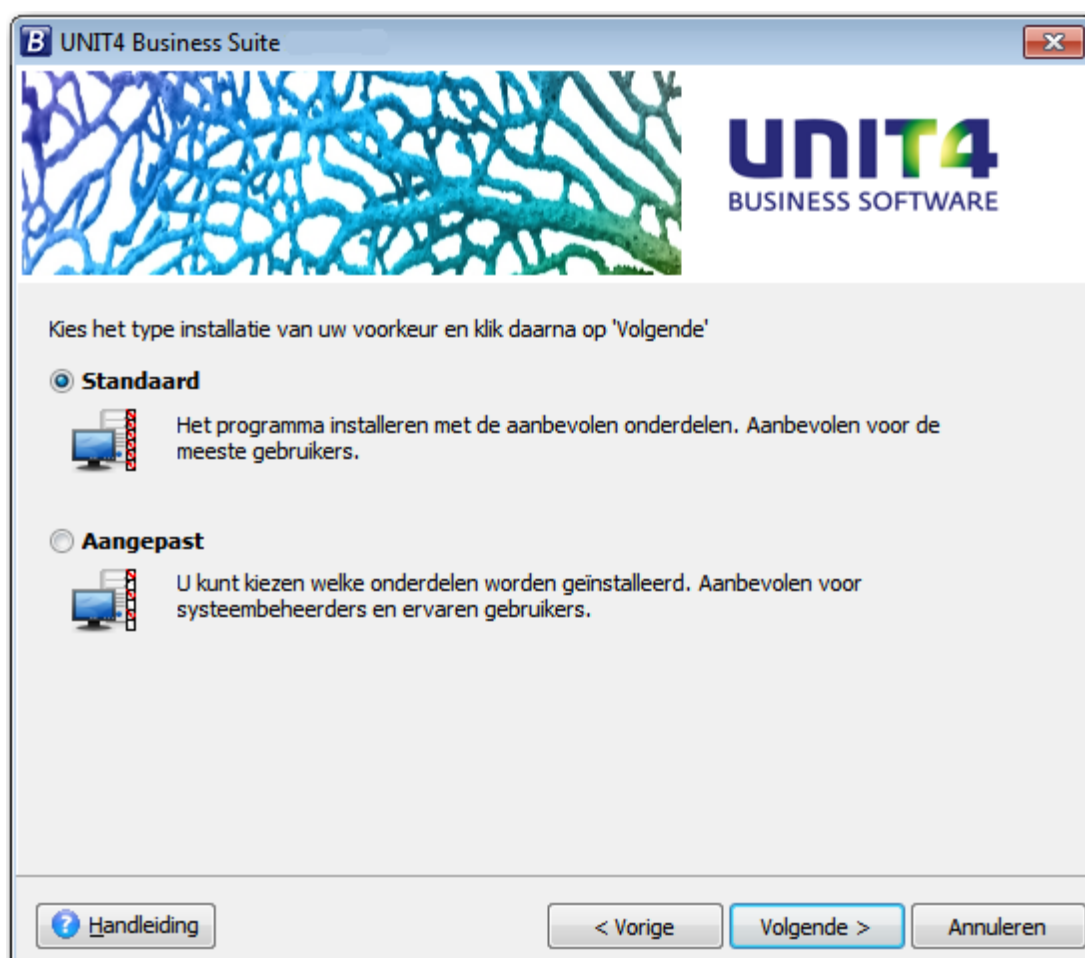 UNIT4 Business Suite
UNIT4
BUSINESS SOFTWARE
Kies het type installatie van uw voorkeur en klik daarna op 'Volgende'
Standaard
Het programma installeren met de aanbevolen onderdelen. Aanbevolen voor de
meeste gebruikers.
Aangepast
U kunt kiezen welke onderdelen worden geïnstalleerd. Aanbevolen voor
systeembeheerders en ervaren gebruikers.
Handleiding
< Vorige
Volgende >
Annuleren